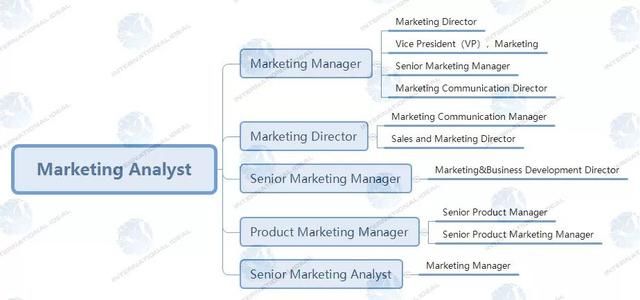 Marketing Analyst
Marketing Manager
Marketing Director
Vice President（VP）, Marketing
Senior Marketing Manager
Marketing Communication Director
Marketing Director
Marketing Communication Manager
Sales and Marketing Director
Senior Marketing Manager
Marketing&Business Development Director
Product Marketing Manager
Senior Product Manager
Senior Product Marketing Manager
Senior Marketing Analyst
Marketing Manager
INTERNATIONAL IDEAL